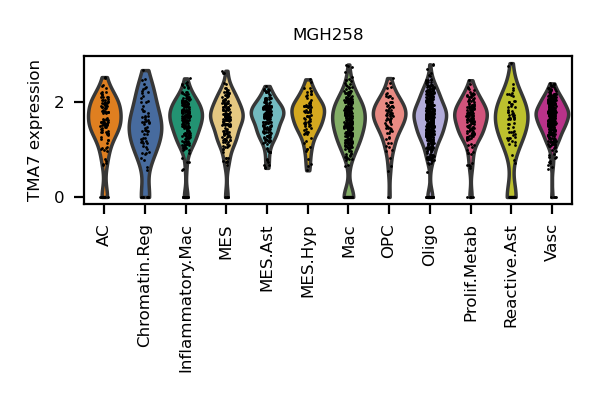 MGH258
TMA7 expression
2
0
AC
Chromatin.Reg
Inflammatory.Mac
MES
MES.Ast
MES.Hyp
Mac
OPC
Oligo
Prolif.Metab
Reactive.Ast
Vasc